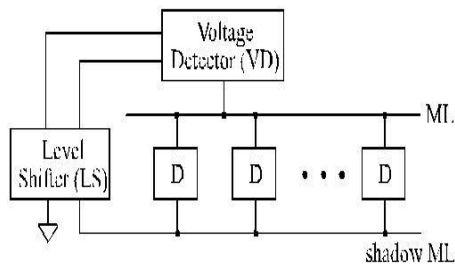 Voltage
Detector (VD)
ML
Level
Shifter (LS)
D
D
D
shadow ML